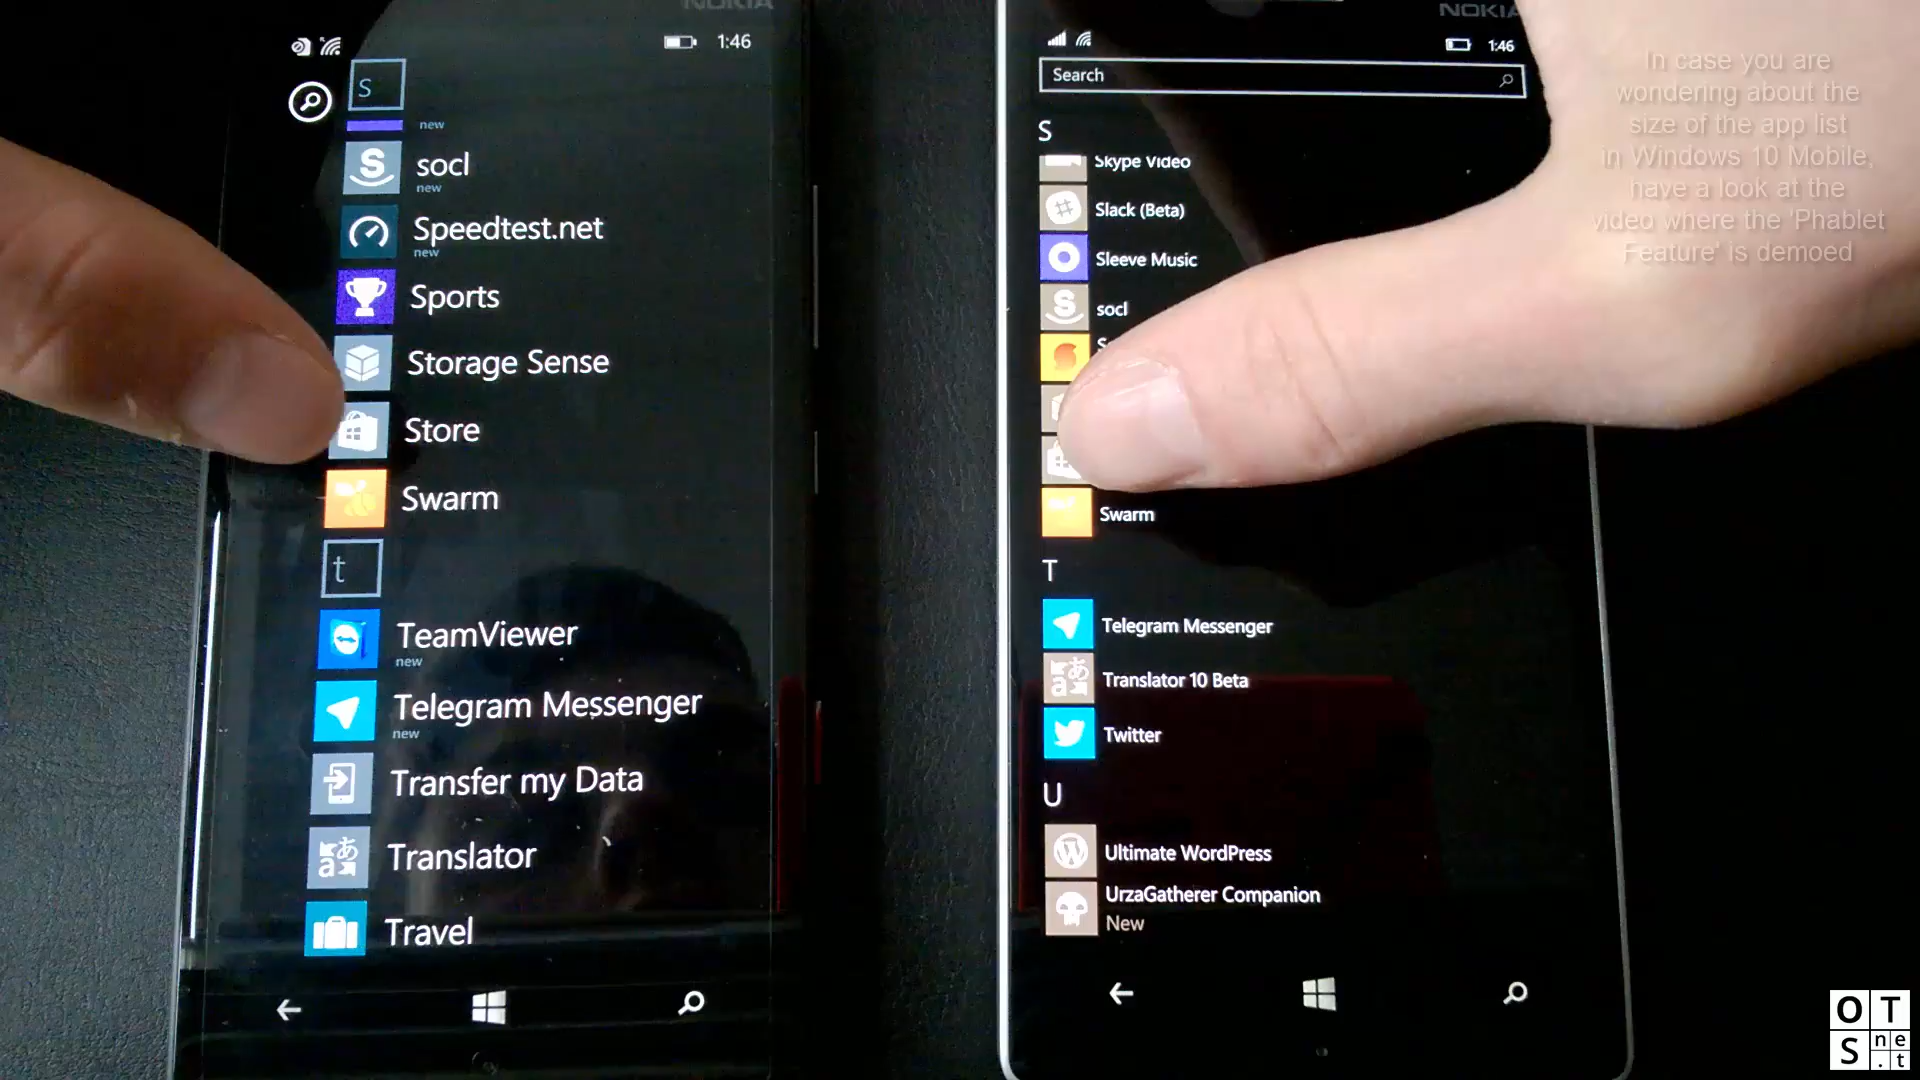 NOKIA
1:46
s
new
socl
new
Speedtest.net
new
Sports
Storage Sense
Store
Swarm
t
TeamViewer
new
Telegram Messenger
new
Transfer my Data
Translator
Travel
NOKIA
1:46
Search
S
Skype Video
Slack (Beta)
Sleeve Music
socl
Swarm
T
Telegram Messenger
Translator 10 Beta
Twitter
U
Ultimate WordPress
UrzaGatherer Companion
New
In case you are
wondering about the
size of the app list
in Windows 10 Mobile,
have a look at the
video where the 'Phablet
Feature' is demoed
OTS.net